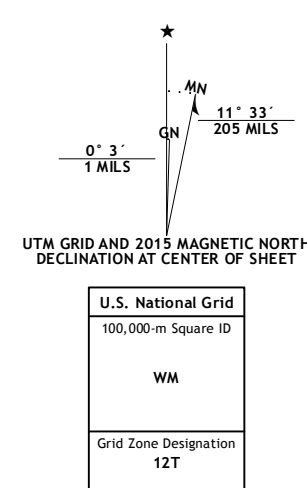 ★
MN
11° 33´
205 MILS
GN
0° 3´
1 MILS
UTM GRID AND 2015 MAGNETIC NORTH
DECLINATION AT CENTER OF SHEET
U.S. National Grid
100,000-m Square ID
WM
Grid Zone Designation
12T